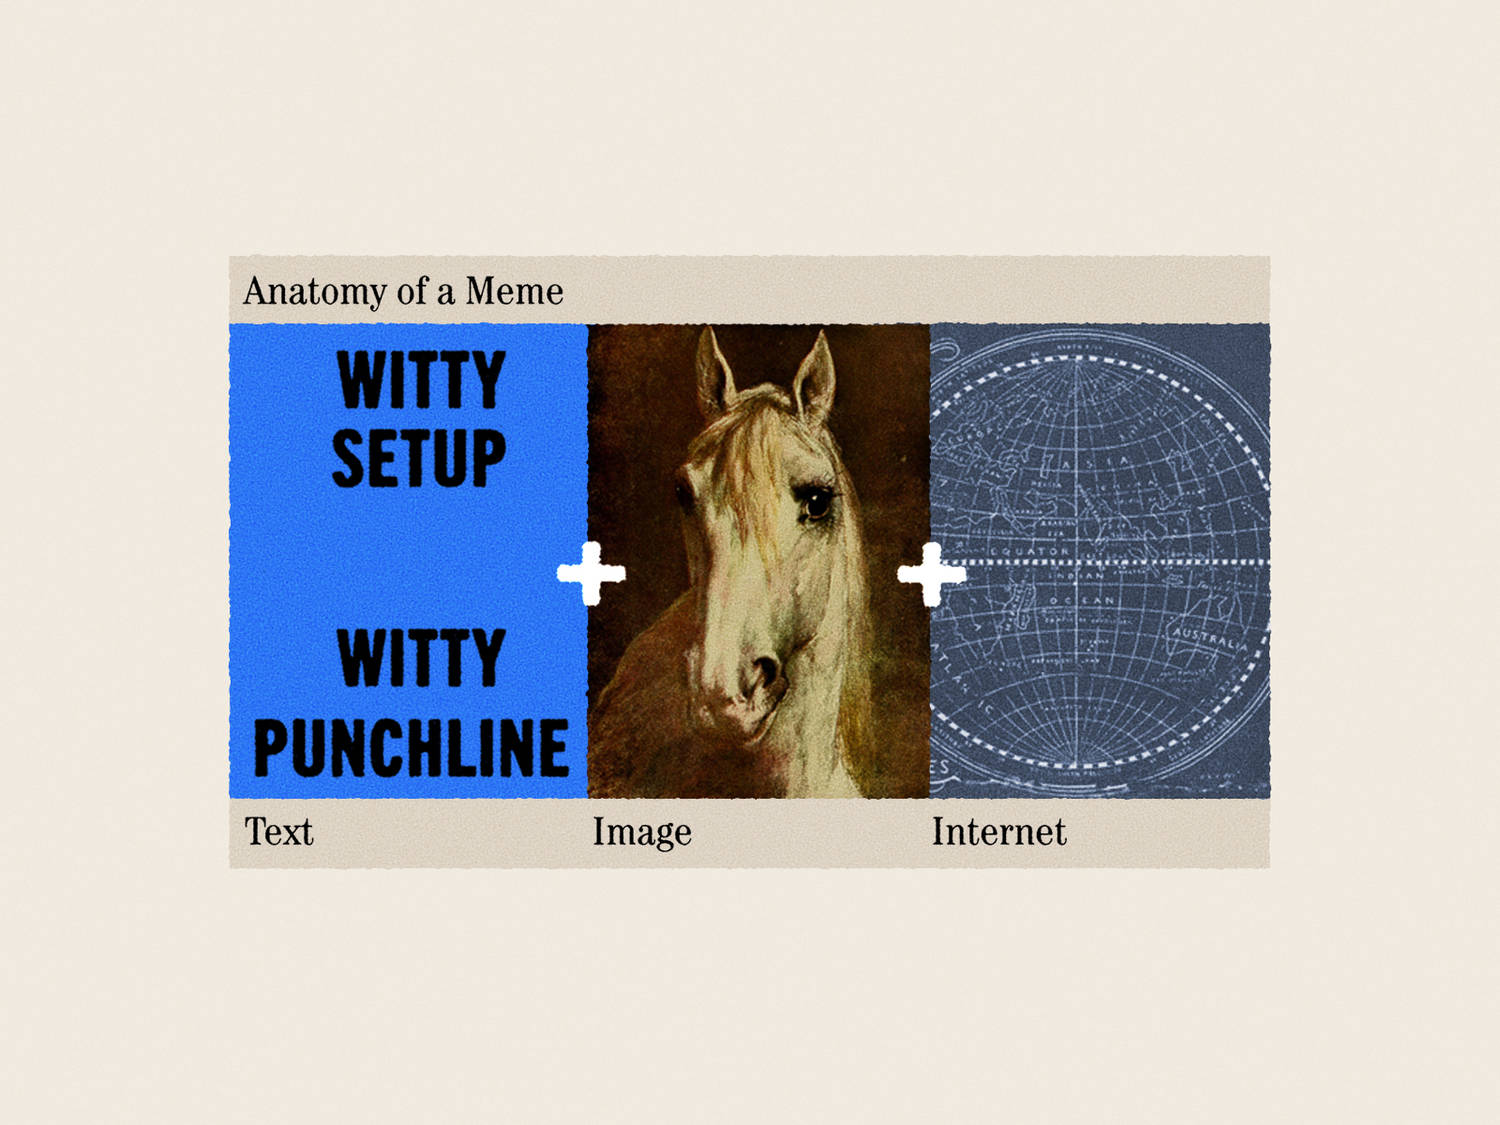 Anatomy of a Meme
WITTY
SETUP
WITTY
PUNCHLINE
ASIA
EQUATOR
INDIAN
OCEAN
AUSTRALIA
Text
Image
Internet